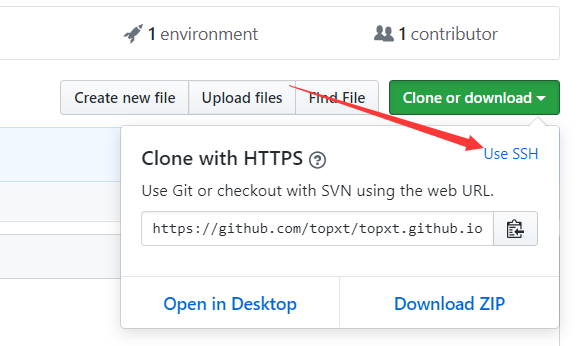 1 environment
1 contributor
Create new file
Upload files
Find File
Clone or download
Clone with HTTPS ?
Use SSH
Use Git or checkout with SVN using the web URL.
https://github.com/topxt/topxt.github.io
Open in Desktop
Download ZIP